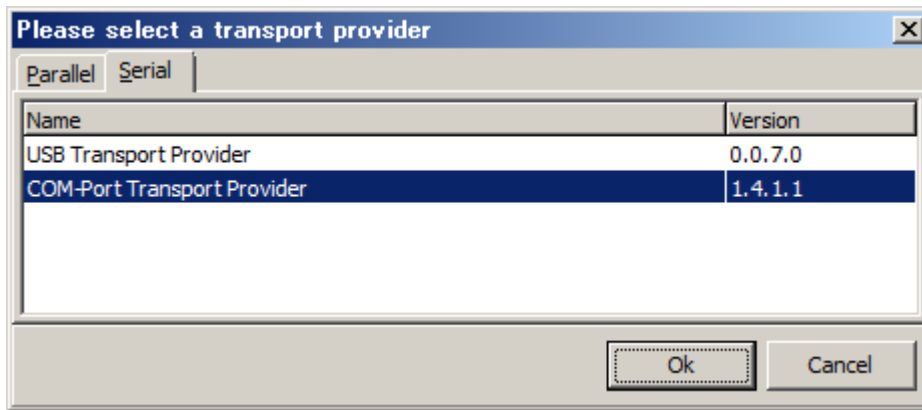 Please select a transport provider
Parallel Serial
Name Version
USB Transport Provider 0.0.7.0
COM-Port Transport Provider 1.4.1.1
Ok Cancel